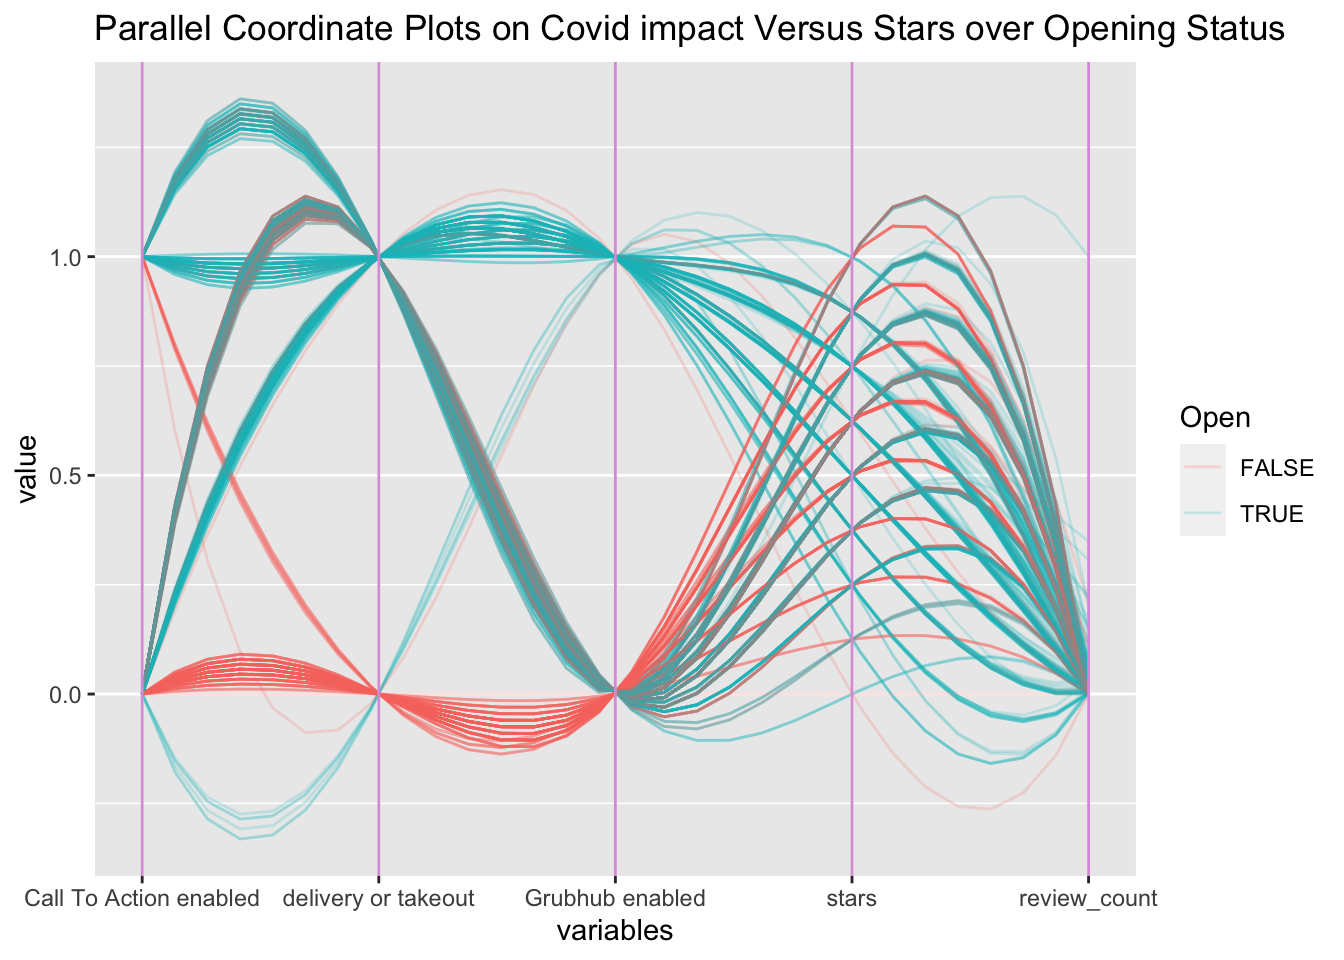 Parallel Coordinate Plots on Covid impact Versus Stars over Opening Status
value
1.0
0.5
0.0
Call To Action enabled
delivery or takeout
Grubhub enabled
stars
review_count
variables
Open
FALSE
TRUE